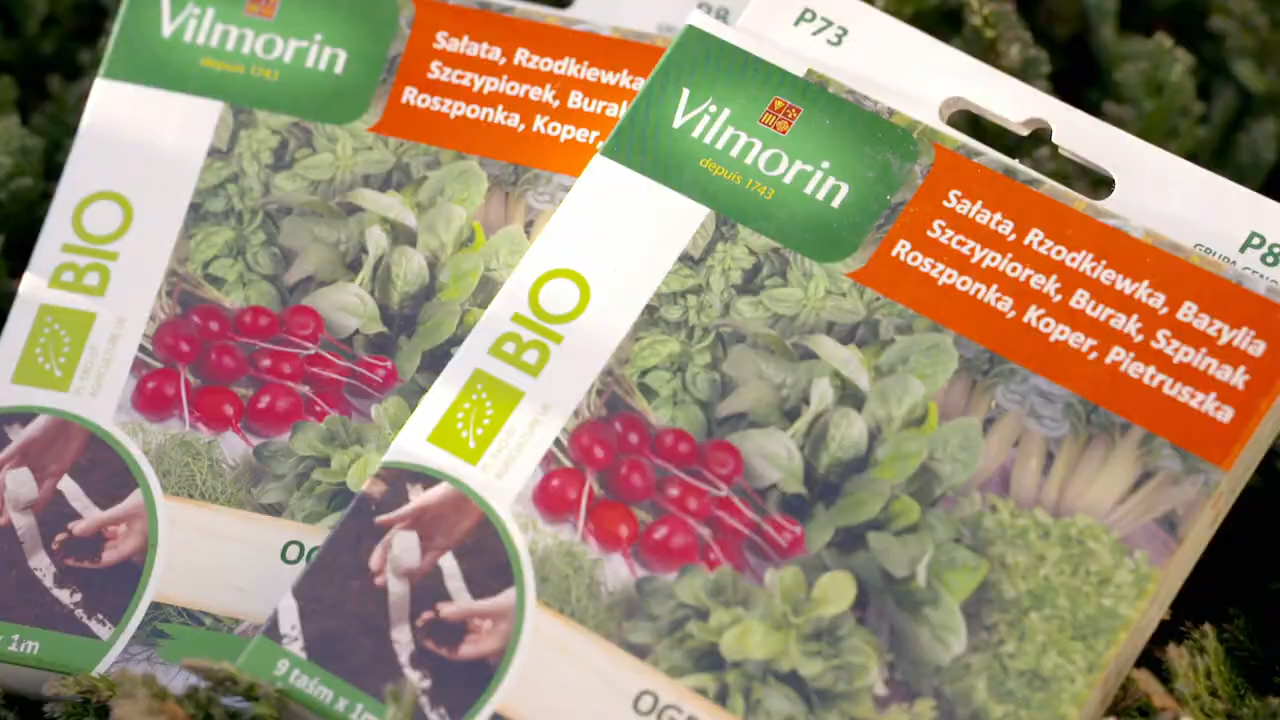 Vilmorin
depuis 1743
Sałata, Rzodkiewka
Szczypiorek, Burak
Roszponka, Koper,
BIO
1m
P73
P8
Vilmorin
depuis 1743
Sałata, Rzodkiewka, Bazylia
Szczypiorek, Burak, Szpinak
Roszponka, Koper, Pietruszka
BIO
9 taśm x 1m